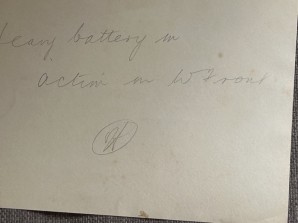 Heavy battery in
action on W Front
H